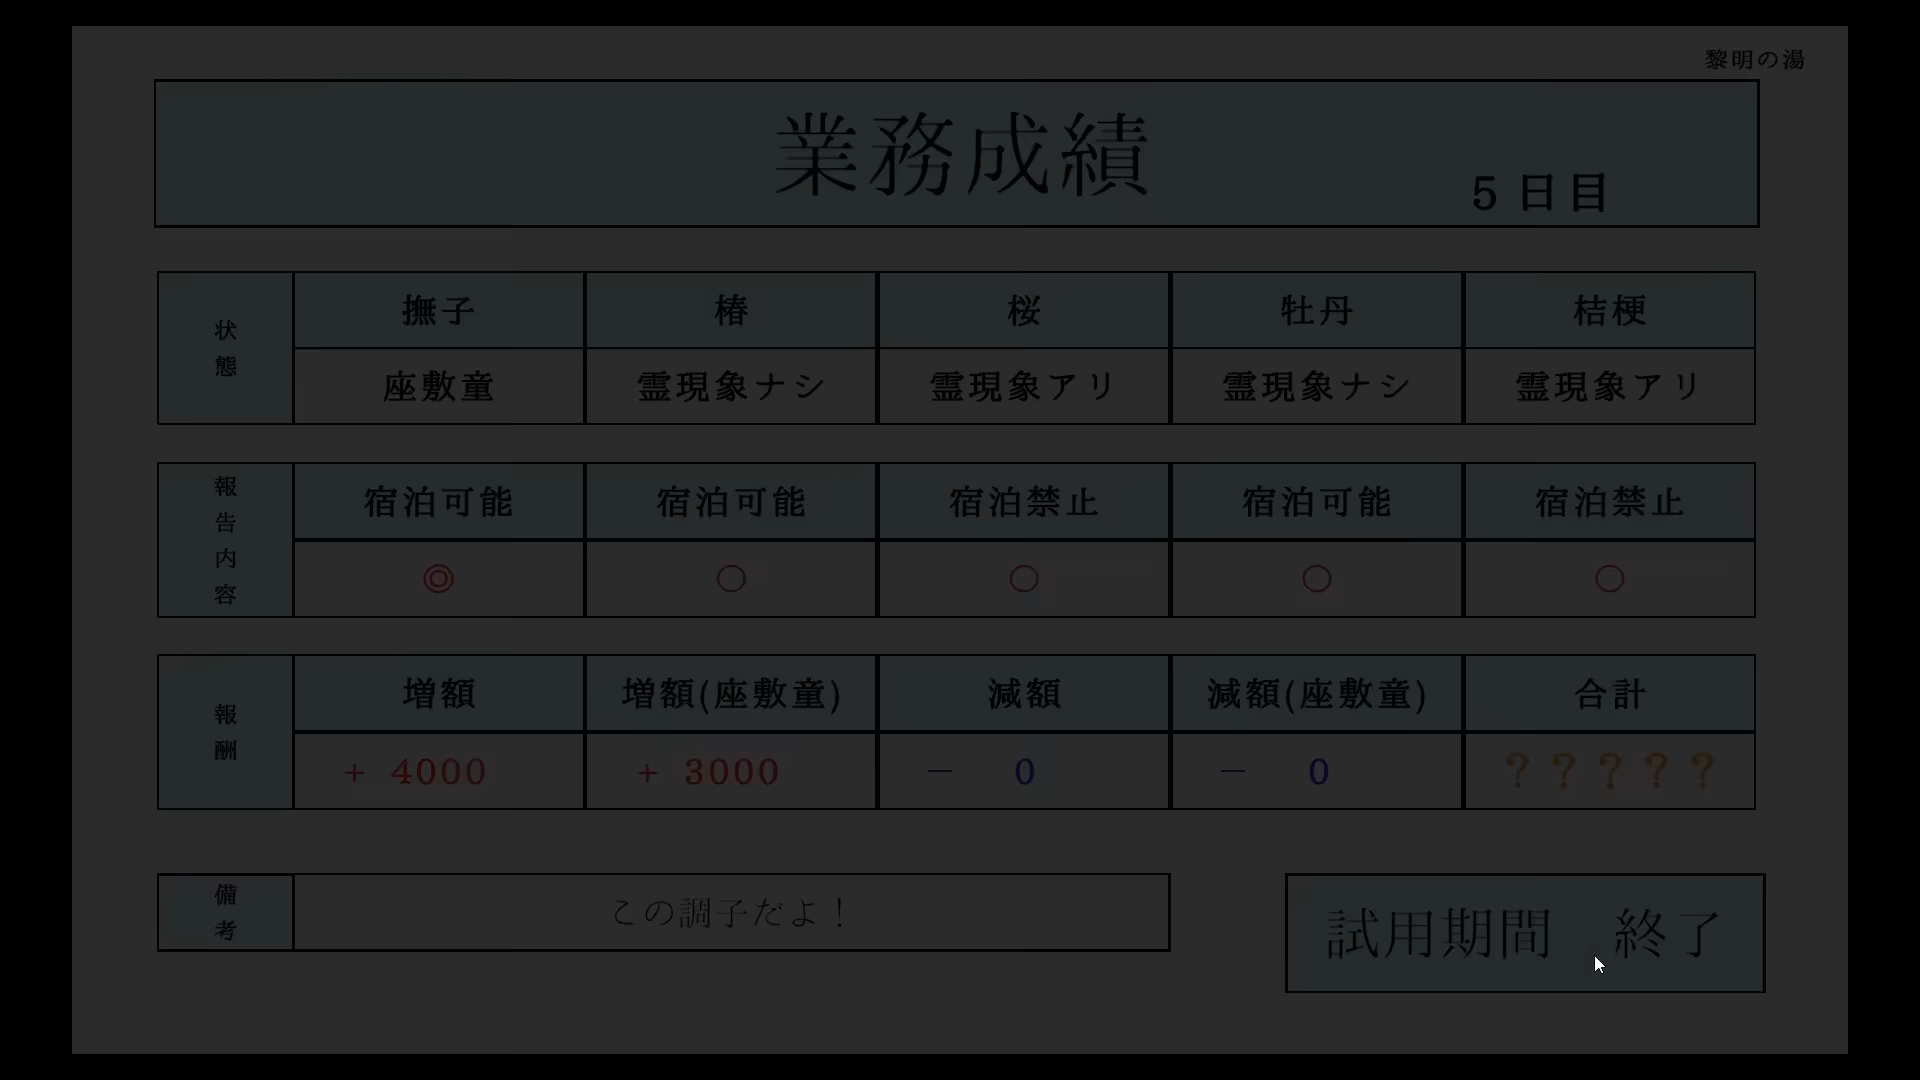 黎明の湯
業務成績
5 日目
状態
撫子 椿 桜 牡丹 桔梗
座敷童 霊現象ナシ 霊現象アリ 霊現象ナシ 霊現象アリ
報告内容
宿泊可能 宿泊可能 宿泊禁止 宿泊可能 宿泊禁止
◎ ○ ○ ○ ○
報酬
増額 増額(座敷童) 減額 減額(座敷童) 合計
+ 4000 + 3000 － 0 － 0 ？？？？？
備考
この調子だよ！
試用期間　終了